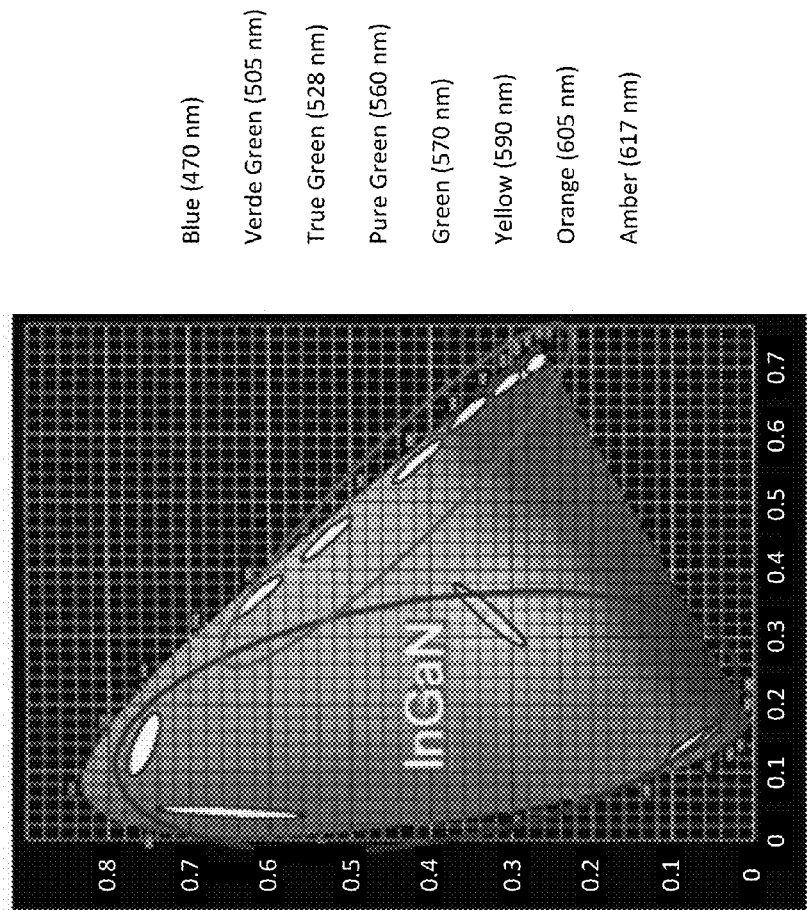 Blue (470 nm)
Verde Green (505 nm)
True Green (528 nm)
Pure Green (560 nm)
Green (570 nm)
Yellow (590 nm)
Orange (605 nm)
Amber (617 nm)
InGaN
0.8
0.7
0.6
0.5
0.4
0.3
0.2
0.1
0
0
0.1
0.2
0.3
0.4
0.5
0.6
0.7